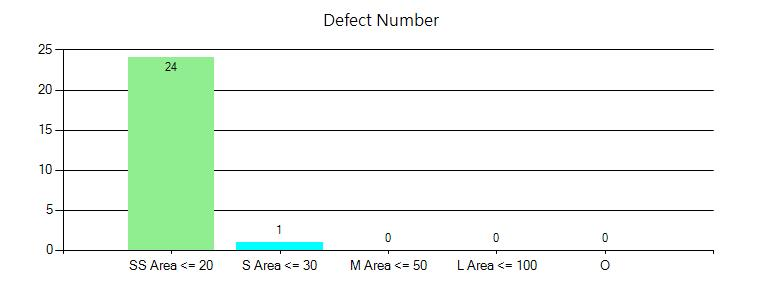 Defect Number
25
20
15
10
5
0
24
1
0
0
0
SS Area <= 20
S Area <= 30
M Area <= 50
L Area <= 100
O